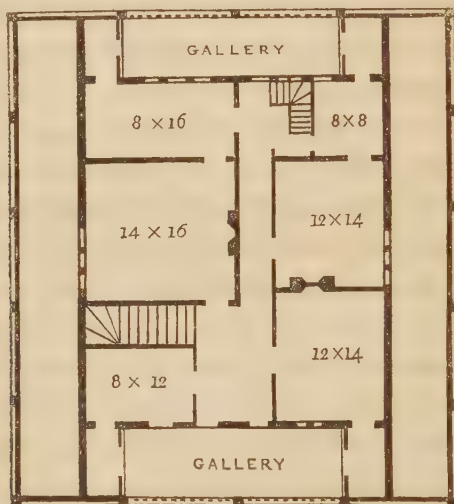 GALLERY
8 × 16
8 × 8
14 × 16
12 × 14
12 × 14
8 × 12
GALLERY